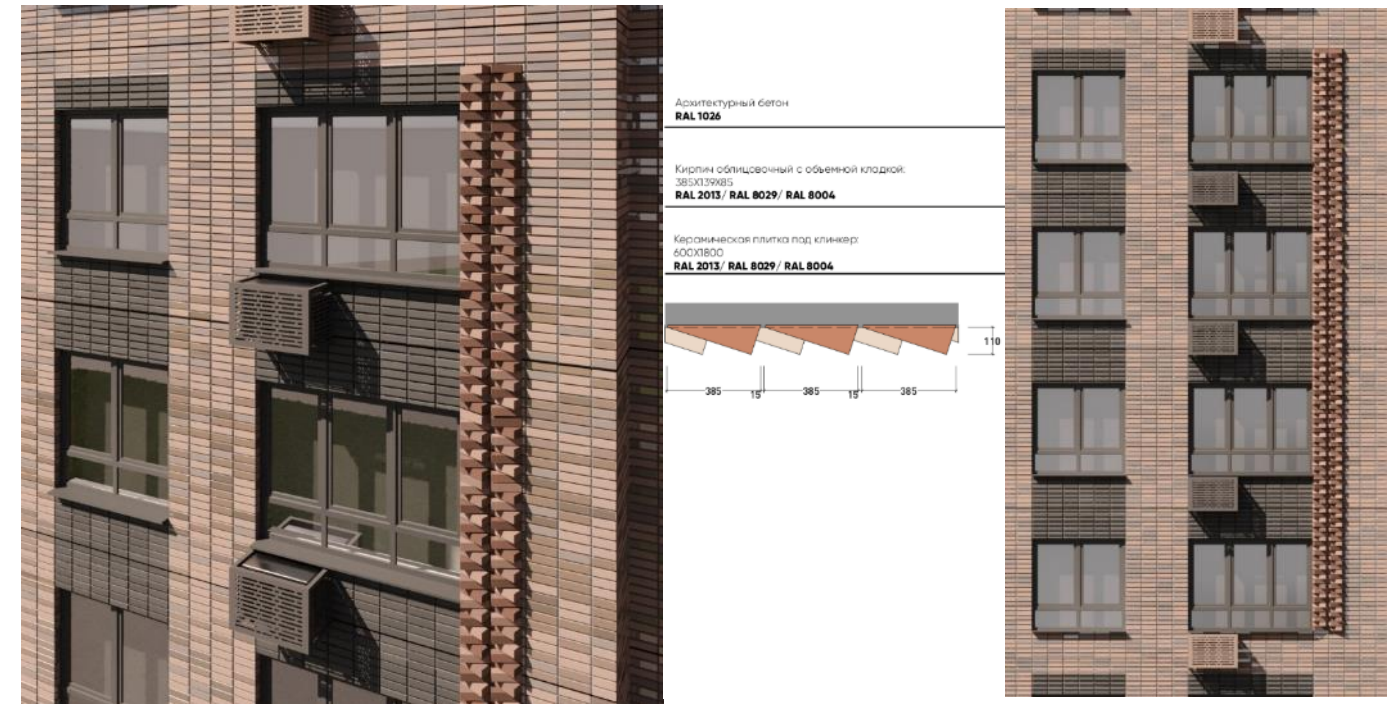 Архитектурный бетон
RAL 1026
Кирпич облицовочный с объемной кладкой:
385X139X85
RAL 2013/ RAL 8029/ RAL 8004
Керамическая плитка под клинкер:
600X1800
RAL 2013/ RAL 8029/ RAL 8004
110
385 15 385 15 385